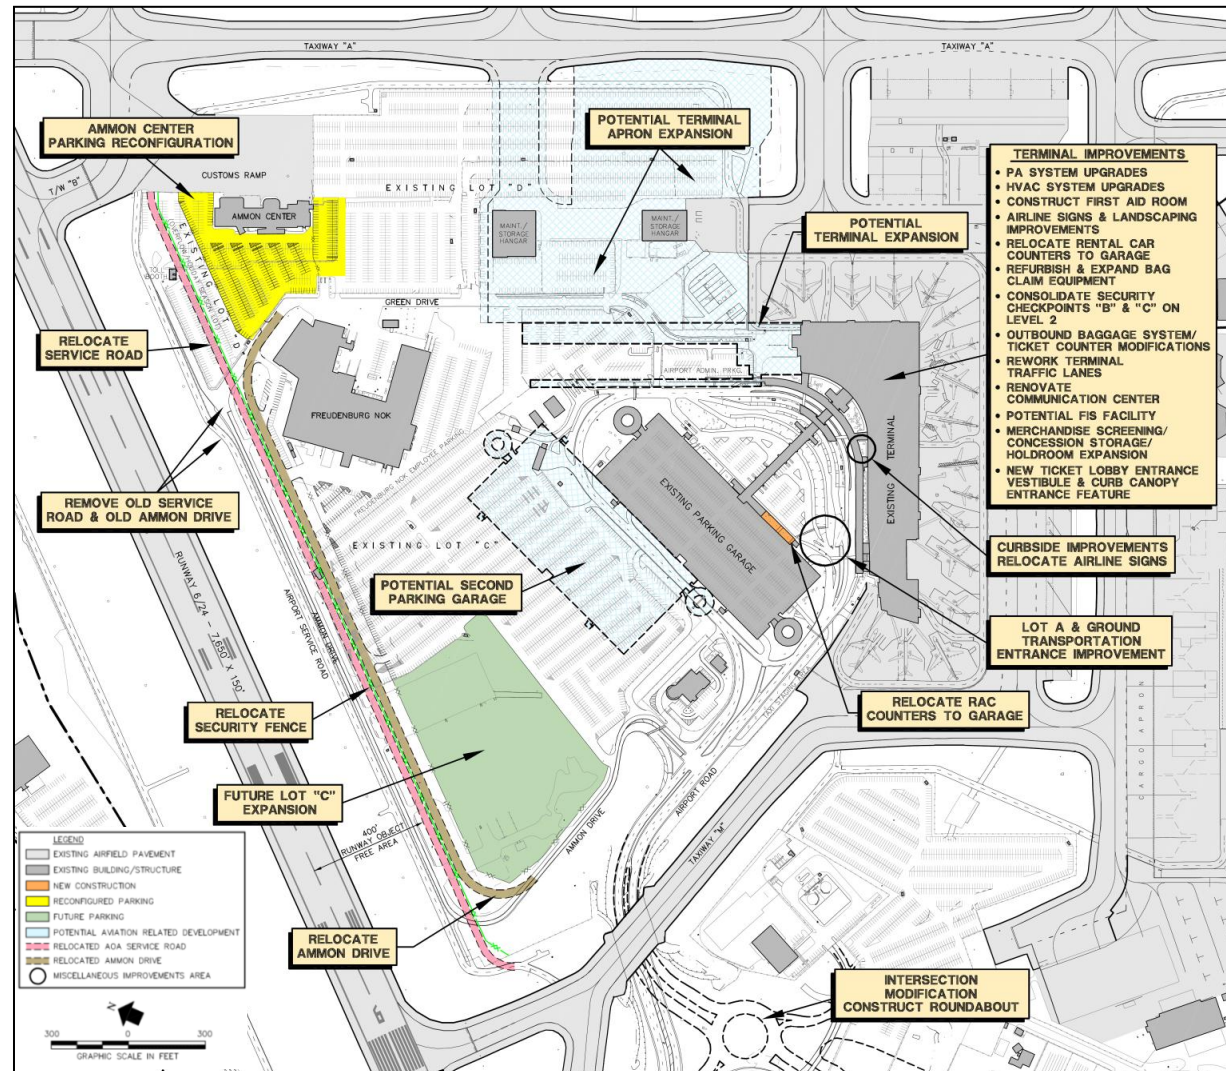 TAXIWAY "A"
TAXIWAY "A"
AMMON CENTER
PARKING RECONFIGURATION
POTENTIAL TERMINAL
APRON EXPANSION
T/W "B"
CUSTOMS RAMP
EXISTING LOT "D"
AMMON CENTER
MAINT./
STORAGE
HANGAR
MAINT./
STORAGE
HANGAR
POTENTIAL
TERMINAL EXPANSION
TERMINAL IMPROVEMENTS
• PA SYSTEM UPGRADES
• HVAC SYSTEM UPGRADES
• CONSTRUCT FIRST AID ROOM
• AIRLINE SIGNS & LANDSCAPING
IMPROVEMENTS
• RELOCATE RENTAL CAR
COUNTERS TO GARAGE
• REFURBISH & EXPAND BAG
CLAIM EQUIPMENT
• CONSOLIDATE SECURITY
CHECKPOINTS "B" & "C" ON
LEVEL 2
• OUTBOUND BAGGAGE SYSTEM/
TICKET COUNTER MODIFICATIONS
• REWORK TERMINAL
TRAFFIC LANES
• RENOVATE
COMMUNICATION CENTER
• POTENTIAL FIS FACILITY
• MERCHANDISE SCREENING/
CONCESSION STORAGE/
HOLDROOM EXPANSION
• NEW TICKET LOBBY ENTRANCE
VESTIBULE & CURB CANOPY
ENTRANCE FEATURE
EXISTING LOT "D"
TOLL
BOOTH
GREEN DRIVE
RELOCATE
SERVICE ROAD
AIRPORT ADMIN. PRKG.
FREUDENBURG NOK
FREUDENBURG NOK EMPLOYEE PARKING
EXISTING TERMINAL
EXISTING PARKING GARAGE
REMOVE OLD SERVICE
ROAD & OLD AMMON DRIVE
EXISTING LOT "C"
CURBSIDE IMPROVEMENTS
RELOCATE AIRLINE SIGNS
POTENTIAL SECOND
PARKING GARAGE
RUNWAY 6/24 - 7,650' X 150'
AIRPORT SERVICE ROAD
AMMON DRIVE
LOT A & GROUND
TRANSPORTATION
ENTRANCE IMPROVEMENT
RELOCATE
SECURITY FENCE
RELOCATE RAC
COUNTERS TO GARAGE
CARGO APRON
FUTURE LOT "C"
EXPANSION
AIRPORT ROAD
AMMON DRIVE
TAXIWAY "M"
400'
RUNWAY OBJECT
FREE AREA
LEGEND
EXISTING AIRFIELD PAVEMENT
EXISTING BUILDING/STRUCTURE
NEW CONSTRUCTION
RECONFIGURED PARKING
FUTURE PARKING
POTENTIAL AVIATION RELATED DEVELOPMENT
RELOCATED AOA SERVICE ROAD
RELOCATED AMMON DRIVE
MISCELLANEOUS IMPROVEMENTS AREA
RELOCATE
AMMON DRIVE
INTERSECTION
MODIFICATION
CONSTRUCT ROUNDABOUT
N
300 0 300
GRAPHIC SCALE IN FEET